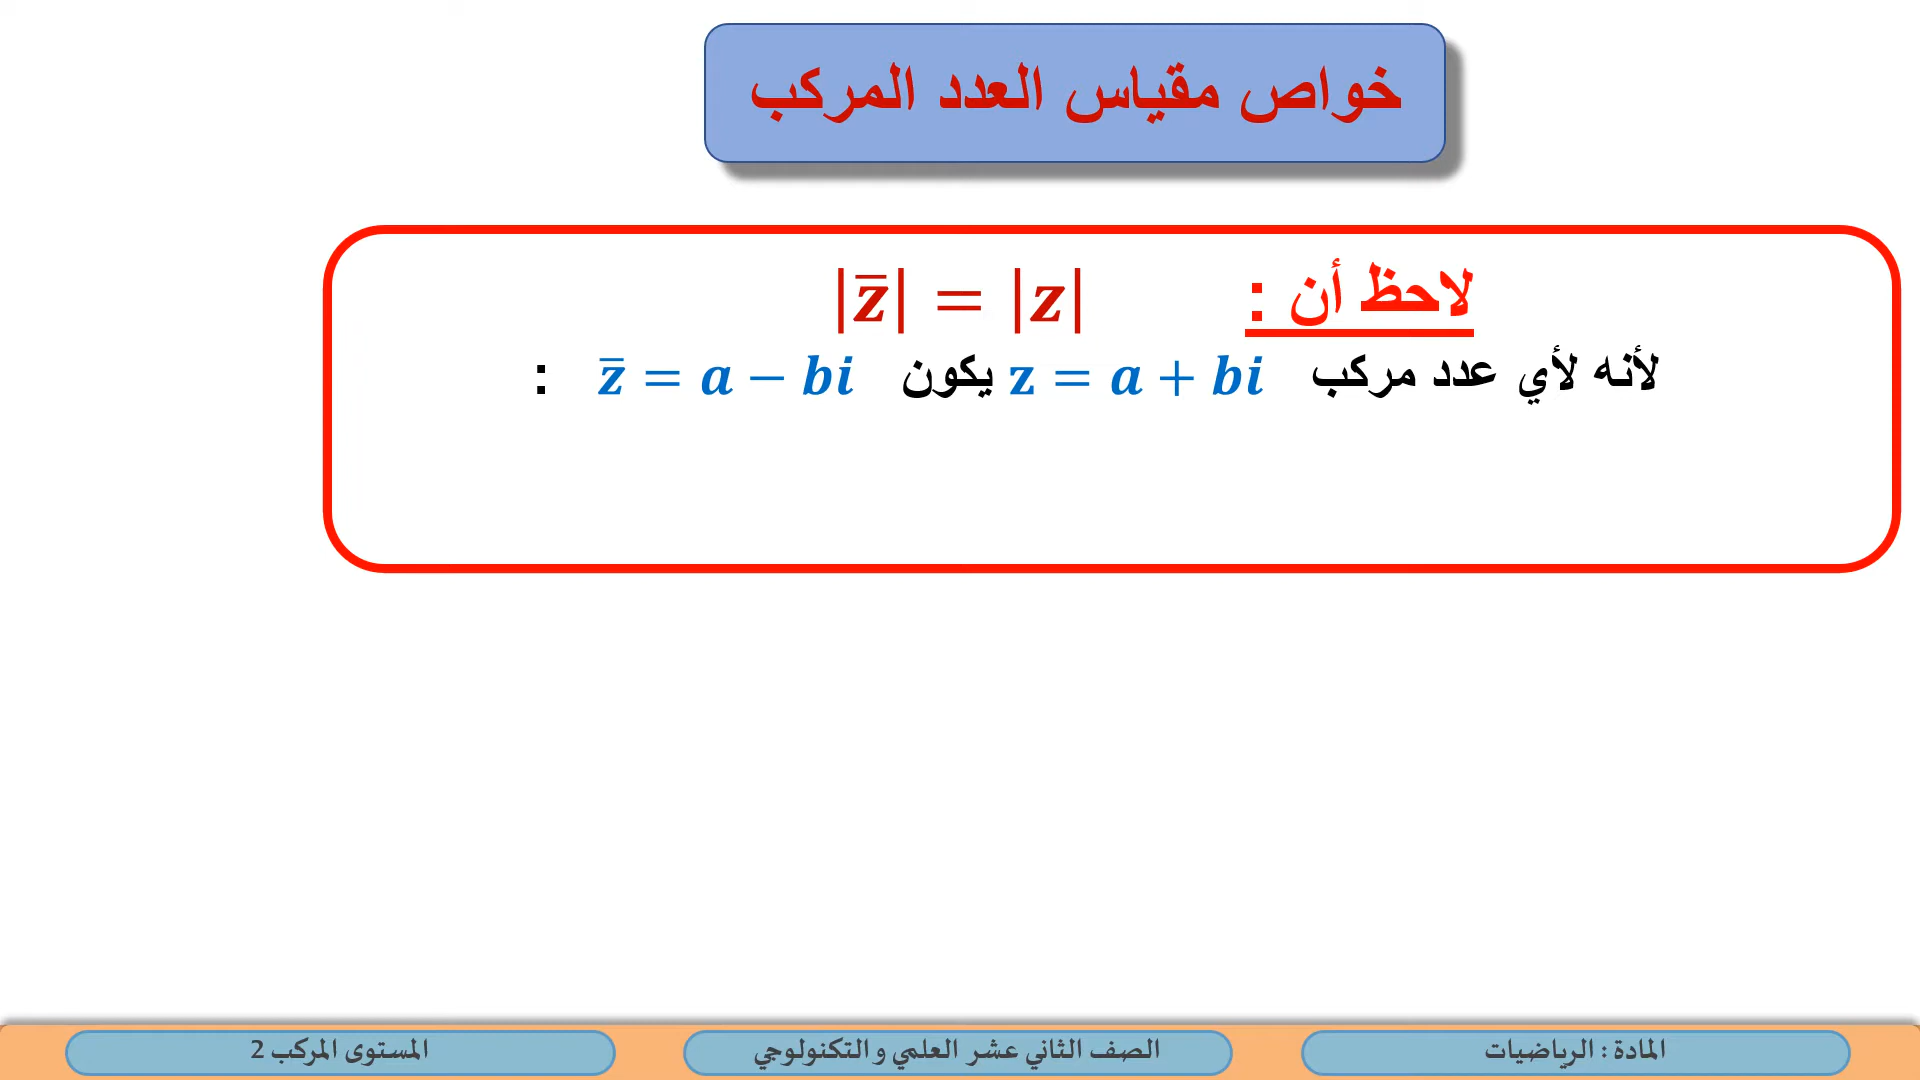 خواص مقياس العدد المركب
لاحظ أن : |z̄| = |z|
لأنه لأي عدد مركب z = a + bi يكون z̄ = a − bi :
المادة : الرياضيات
الصف الثاني عشر العلمي و التكنولوجي
المستوى المركب 2